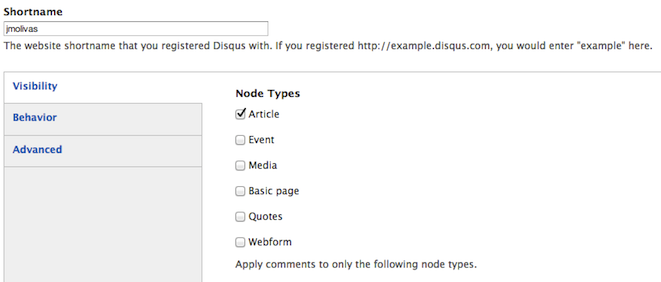 Shortname
jmolivas
The website shortname that you registered Disqus with. If you registered http://example.disqus.com, you would enter "example" here.
Visibility
Behavior
Advanced
Node Types
Article
Event
Media
Basic page
Quotes
Webform
Apply comments to only the following node types.